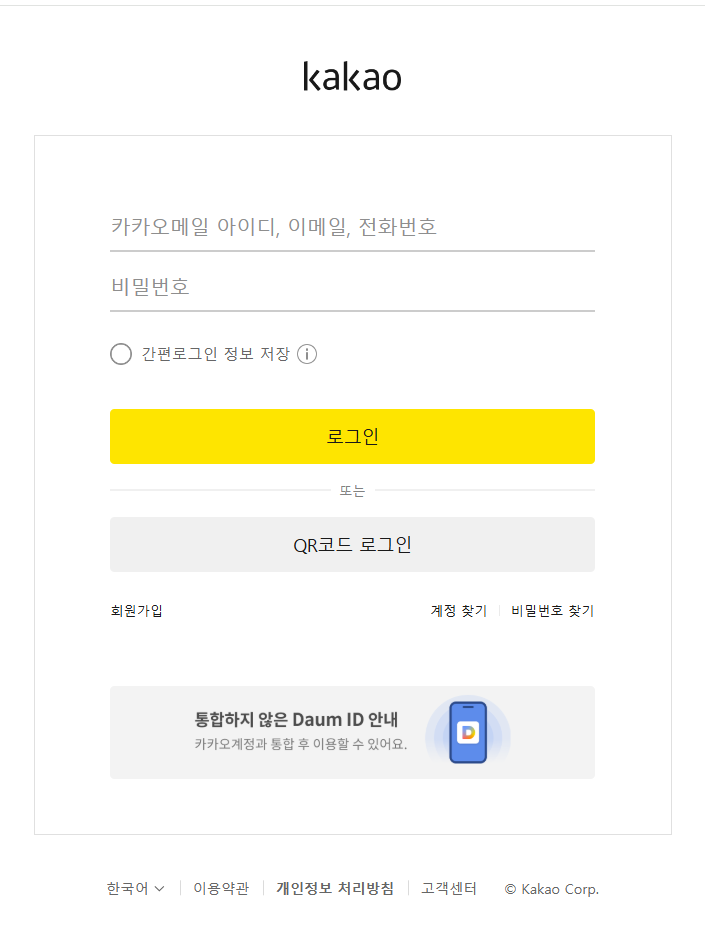 kakao
카카오메일 아이디, 이메일, 전화번호
비밀번호
간편로그인 정보 저장
로그인
또는
QR코드 로그인
회원가입 계정 찾기 비밀번호 찾기
통합하지 않은 Daum ID 안내
카카오계정과 통합 후 이용할 수 있어요.
D
한국어 이용약관 개인정보 처리방침 고객센터 © Kakao Corp.